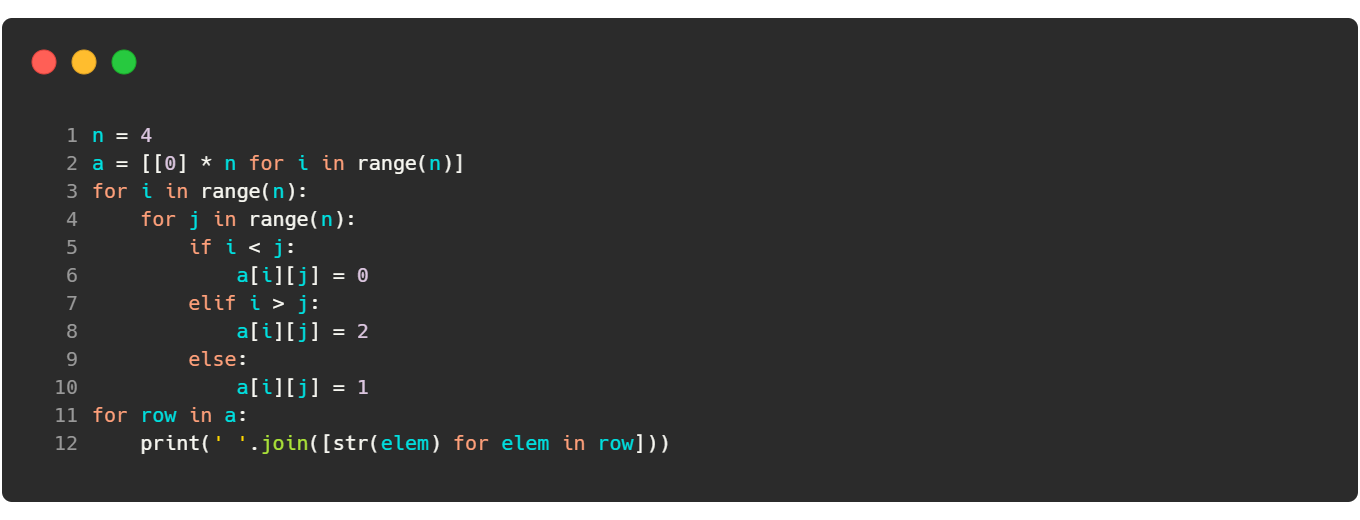 1 n = 4
2 a = [[0] * n for i in range(n)]
3 for i in range(n):
4     for j in range(n):
5         if i < j:
6             a[i][j] = 0
7         elif i > j:
8             a[i][j] = 2
9         else:
10             a[i][j] = 1
11 for row in a:
12     print(' '.join([str(elem) for elem in row]))